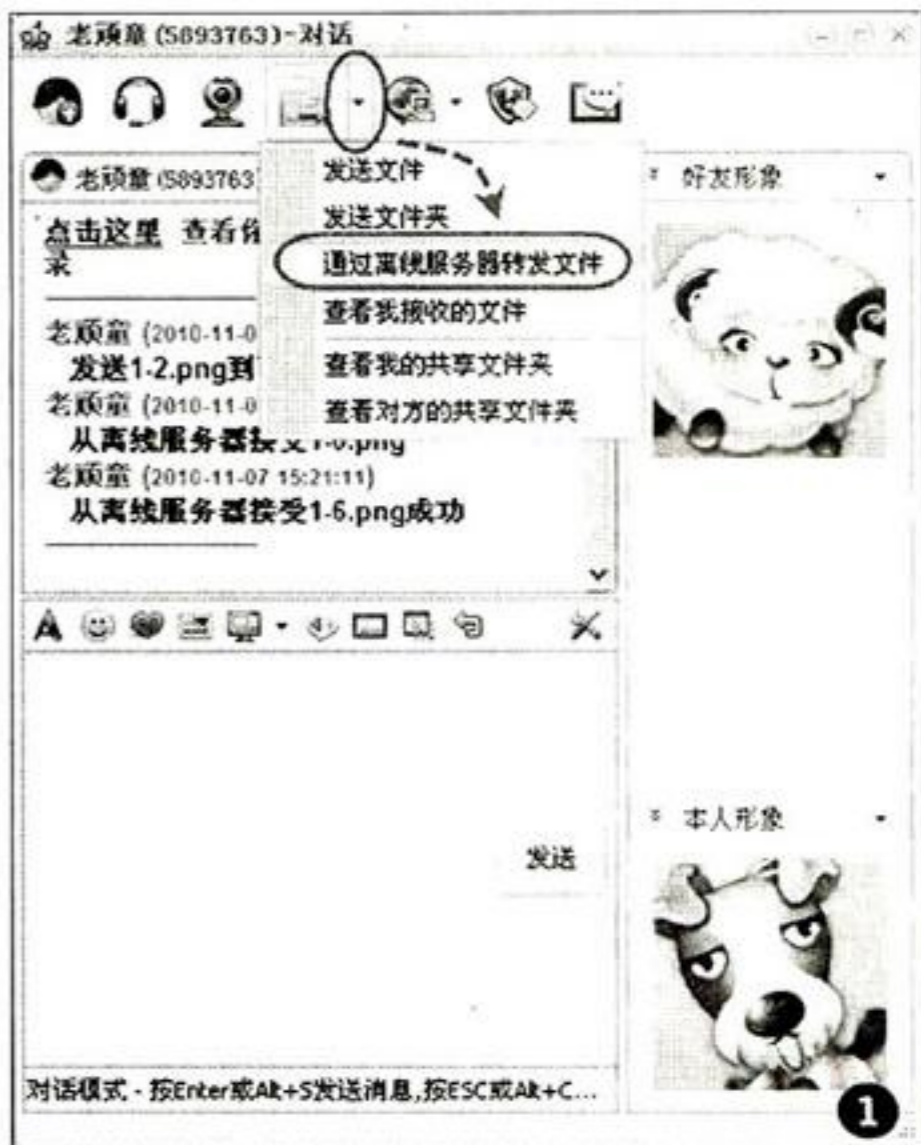 老顽童 (5893763)-对话
老顽童 (5893763
好友形象
发送文件
发送文件夹
通过离线服务器转发文件
查看我接收的文件
查看我的共享文件夹
查看对方的共享文件夹
点击这里 查看
录
老顽童 (2010-11-0
发送1-2.png到
老顽童 (2010-11-0
从离线服务器接受1-6.png
老顽童 (2010-11-07 15:21:11)
从离线服务器接受1-6.png成功
本人形象
发送
对话模式 - 按Enter或Alt+S发送消息,按ESC或Alt+C...
1